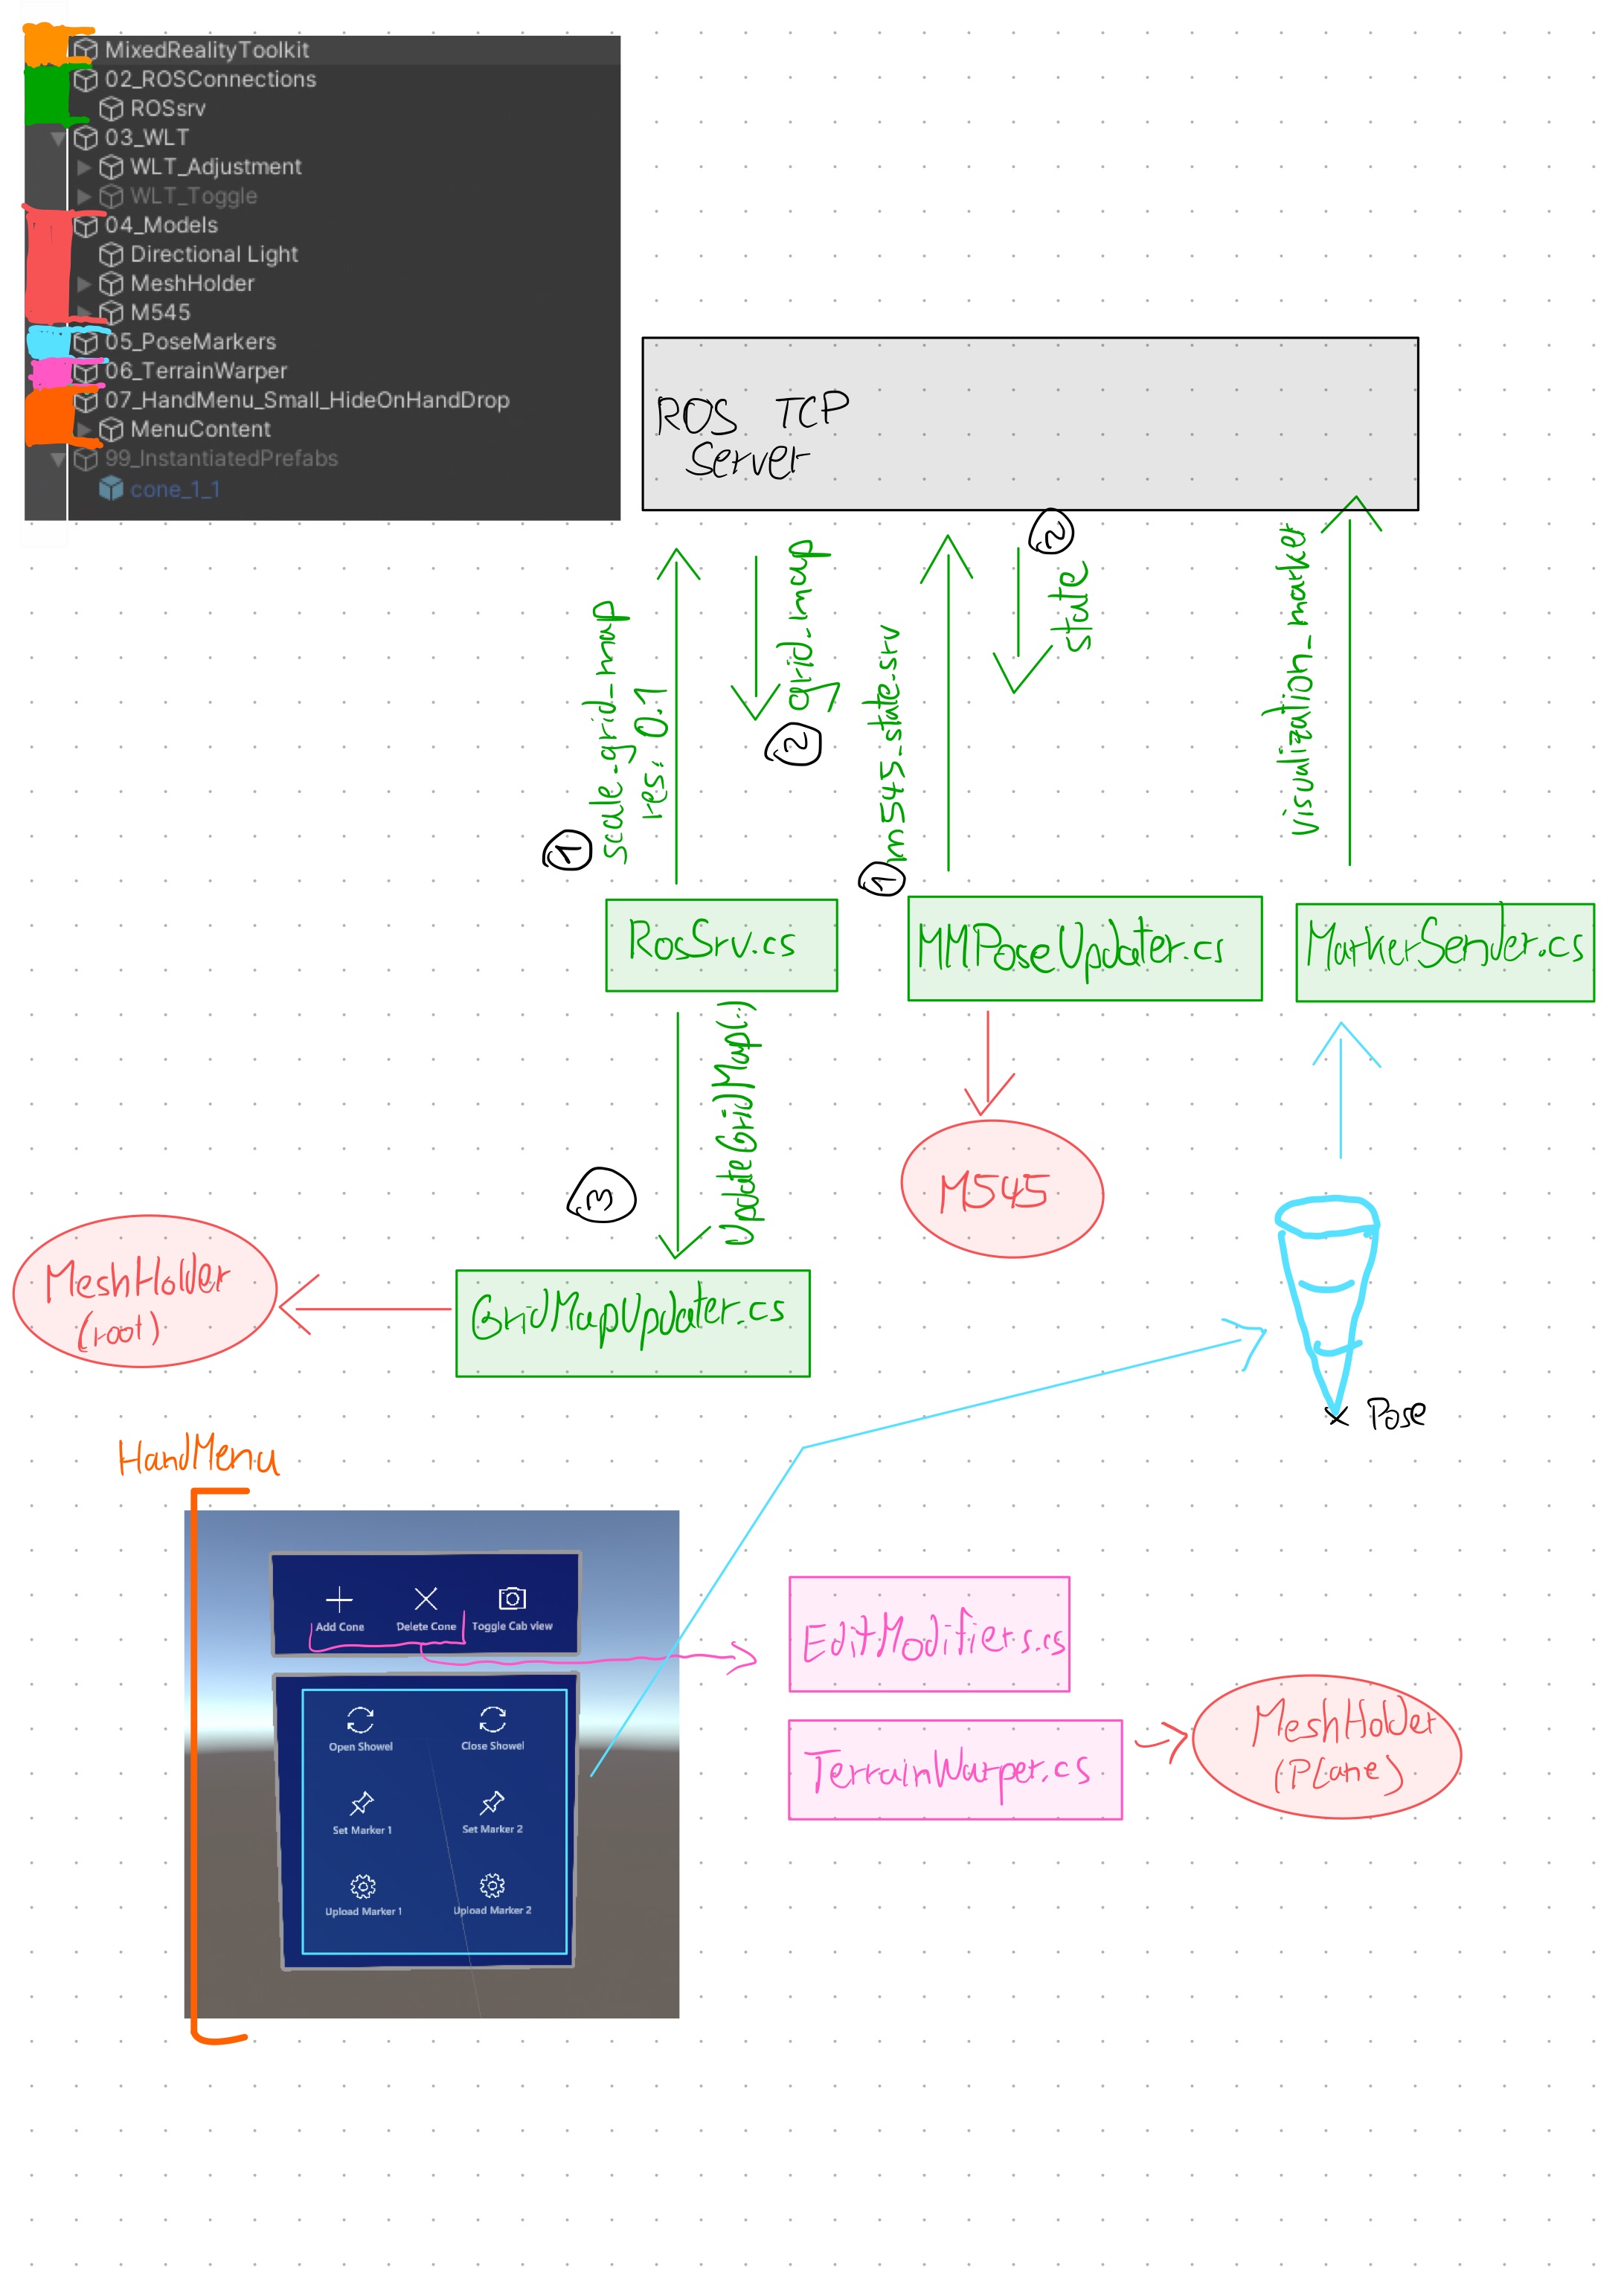 MixedRealityToolkit
02_ROSConnections
ROSsrv
03_WLT
WLT_Adjustment
WLT_Toggle
04_Models
Directional Light
MeshHolder
M545
05_PoseMarkers
06_TerrainWarper
07_HandMenu_Small_HideOnHandDrop
MenuContent
99_InstantiatedPrefabs
cone_1_1
ROS TCP
Server
1
scale_grid_map
res: 0.1
2
grid_map
1
m545_state.srv
2
state
visualization_marker
RosSrv.cs
MMPoseUpdater.cs
MarkerSender.cs
3
UpdateGridMap(..)
M545
MeshHolder
(root)
GridMapUpdater.cs
Pose
HandMenu
Add Cone
Delete Cone
Toggle Cab view
Open Showel
Close Showel
Set Marker 1
Set Marker 2
Upload Marker 1
Upload Marker 2
EditModifiers.cs
TerrainWarper.cs
MeshHolder
(Plane)